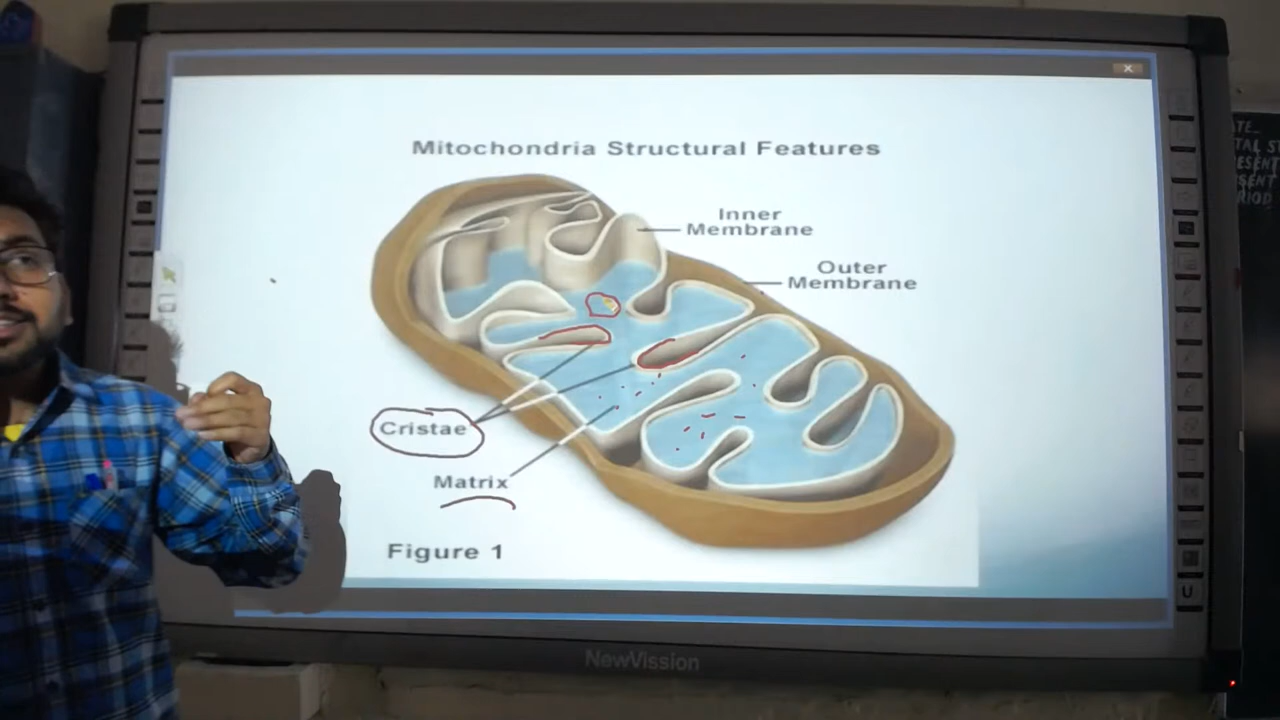 Mitochondria Structural Features
Inner
Membrane
Outer
Membrane
Cristae
Matrix
Figure 1
NewVission